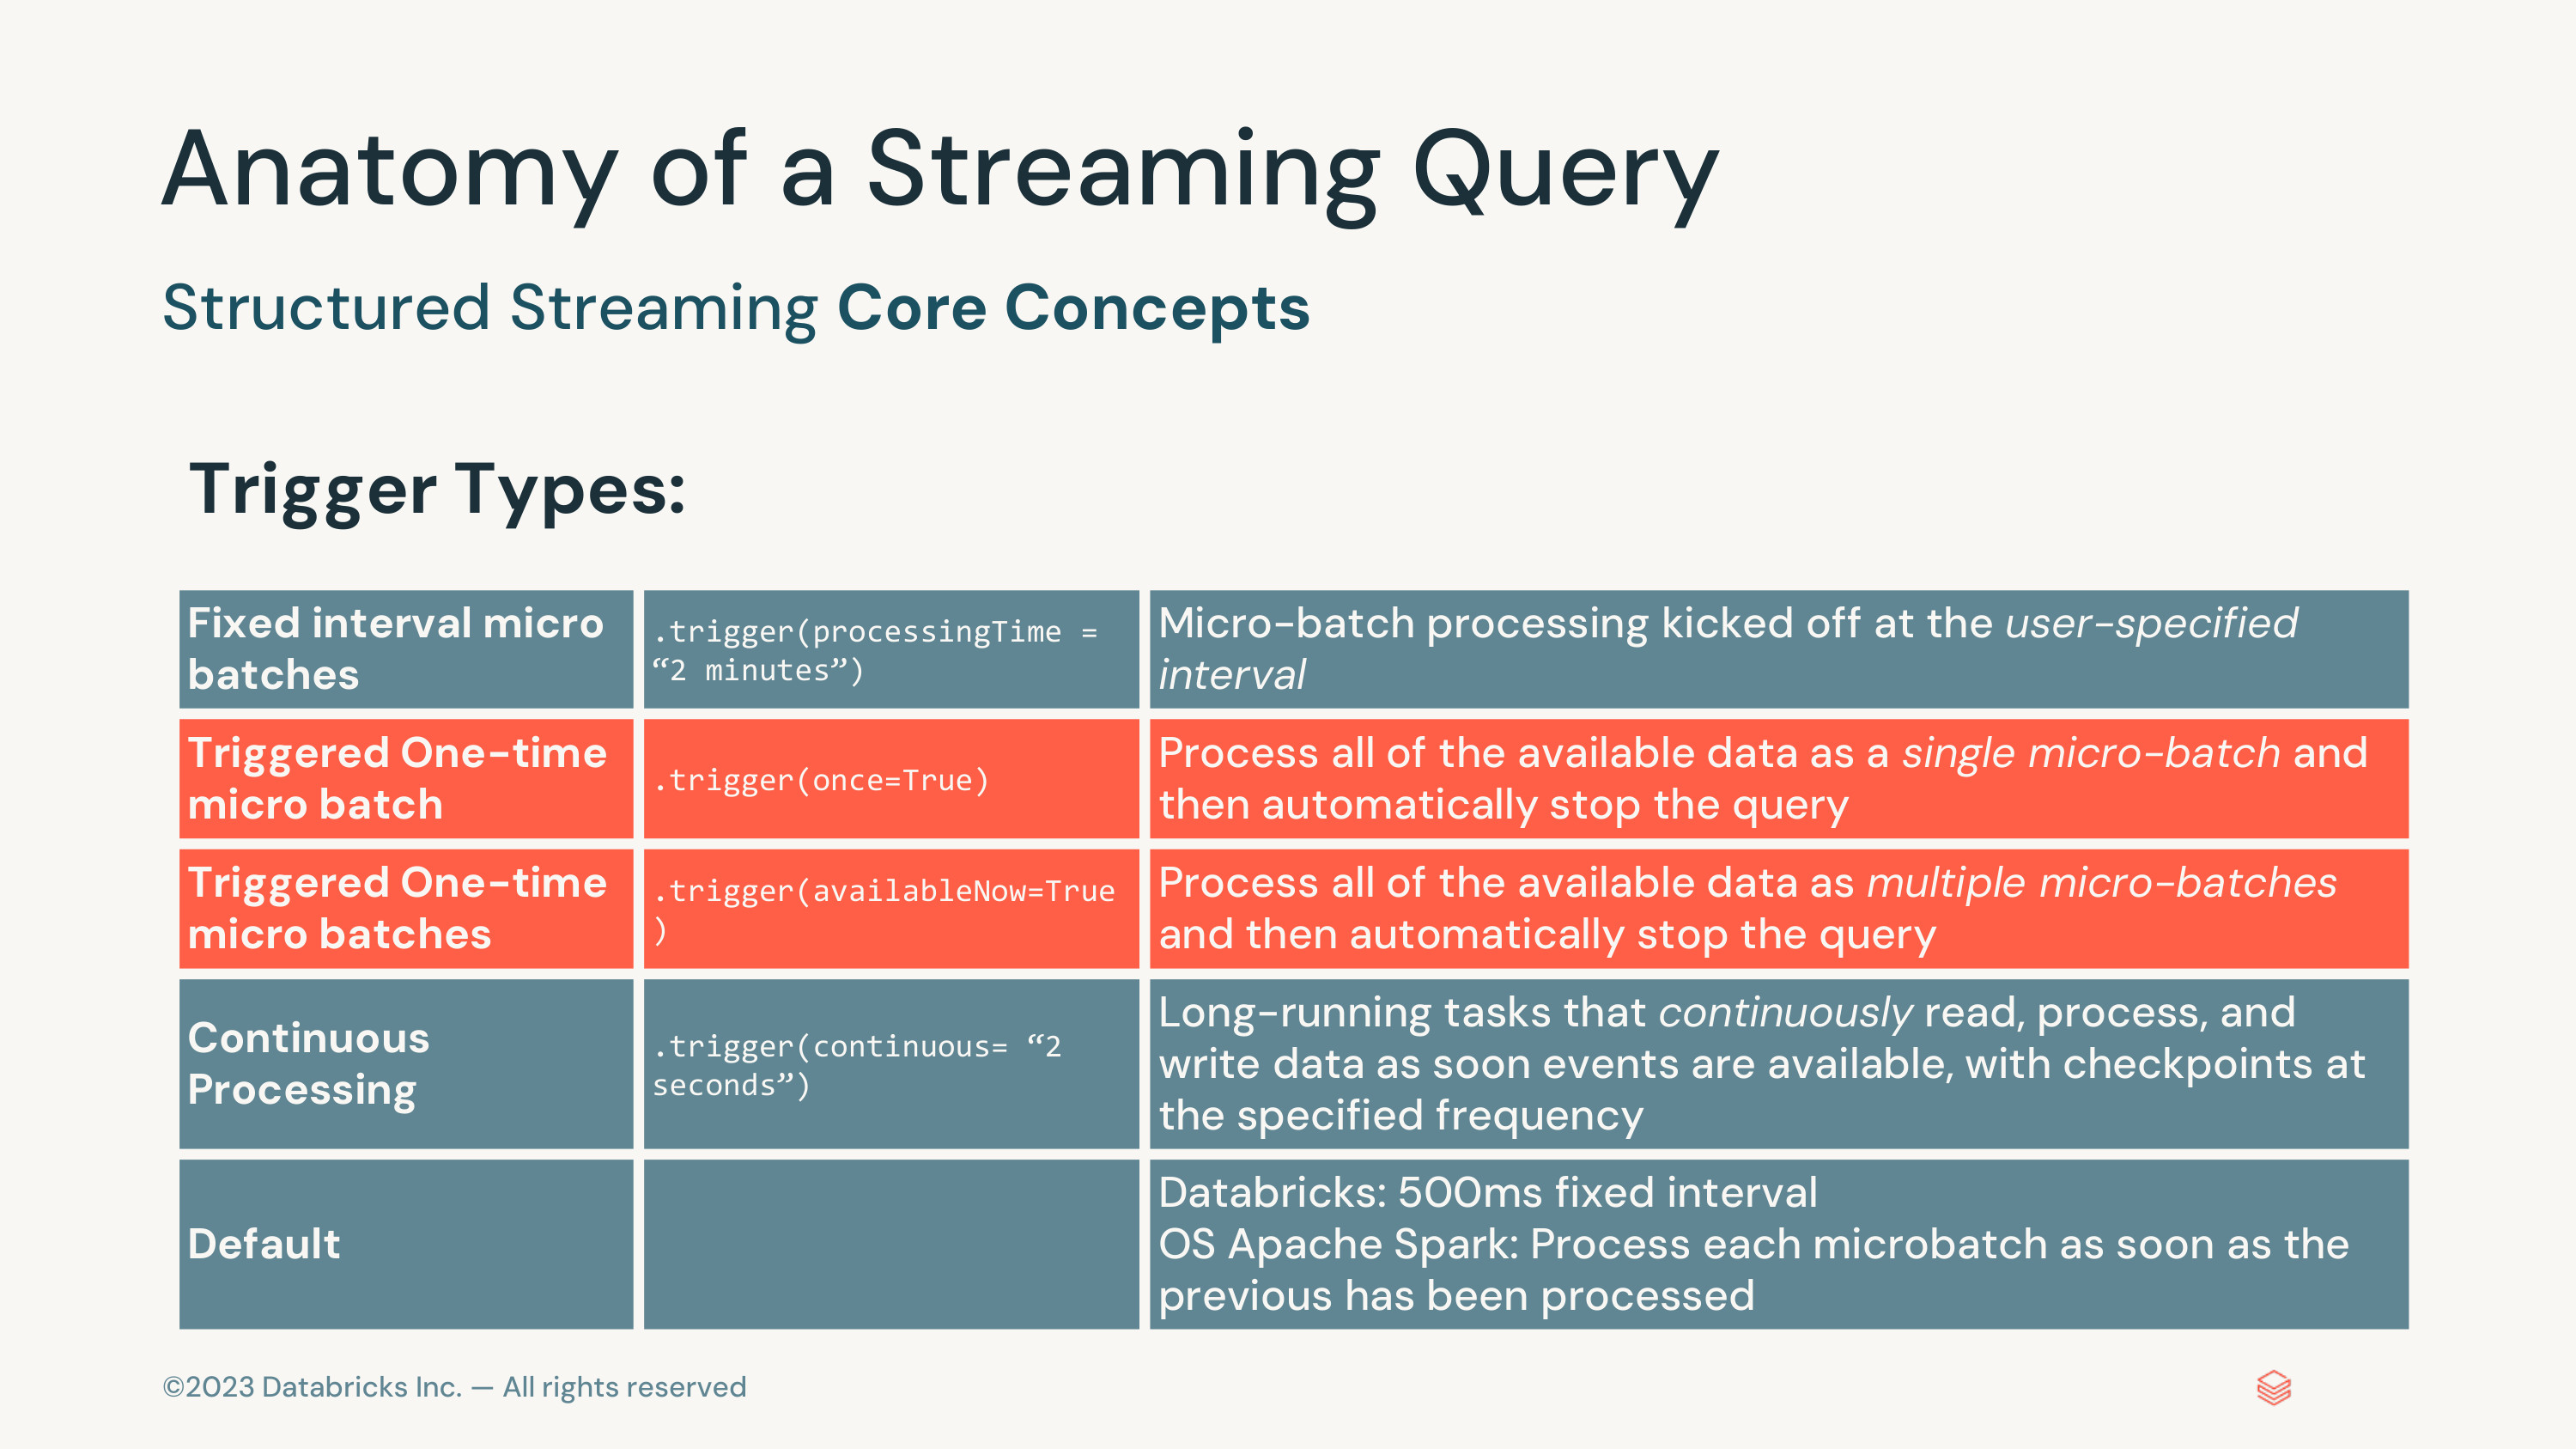 Anatomy of a Streaming Query
Structured Streaming Core Concepts
Trigger Types:
Fixed interval micro
batches
.trigger(processingTime =
“2 minutes”)
Micro-batch processing kicked off at the user-specified
interval
Triggered One-time
micro batch
.trigger(once=True)
Process all of the available data as a single micro-batch and
then automatically stop the query
Triggered One-time
micro batches
.trigger(availableNow=True
)
Process all of the available data as multiple micro-batches
and then automatically stop the query
Continuous
Processing
.trigger(continuous= “2
seconds”)
Long-running tasks that continuously read, process, and
write data as soon events are available, with checkpoints at
the specified frequency
Default
Databricks: 500ms fixed interval
OS Apache Spark: Process each microbatch as soon as the
previous has been processed
©2023 Databricks Inc. — All rights reserved